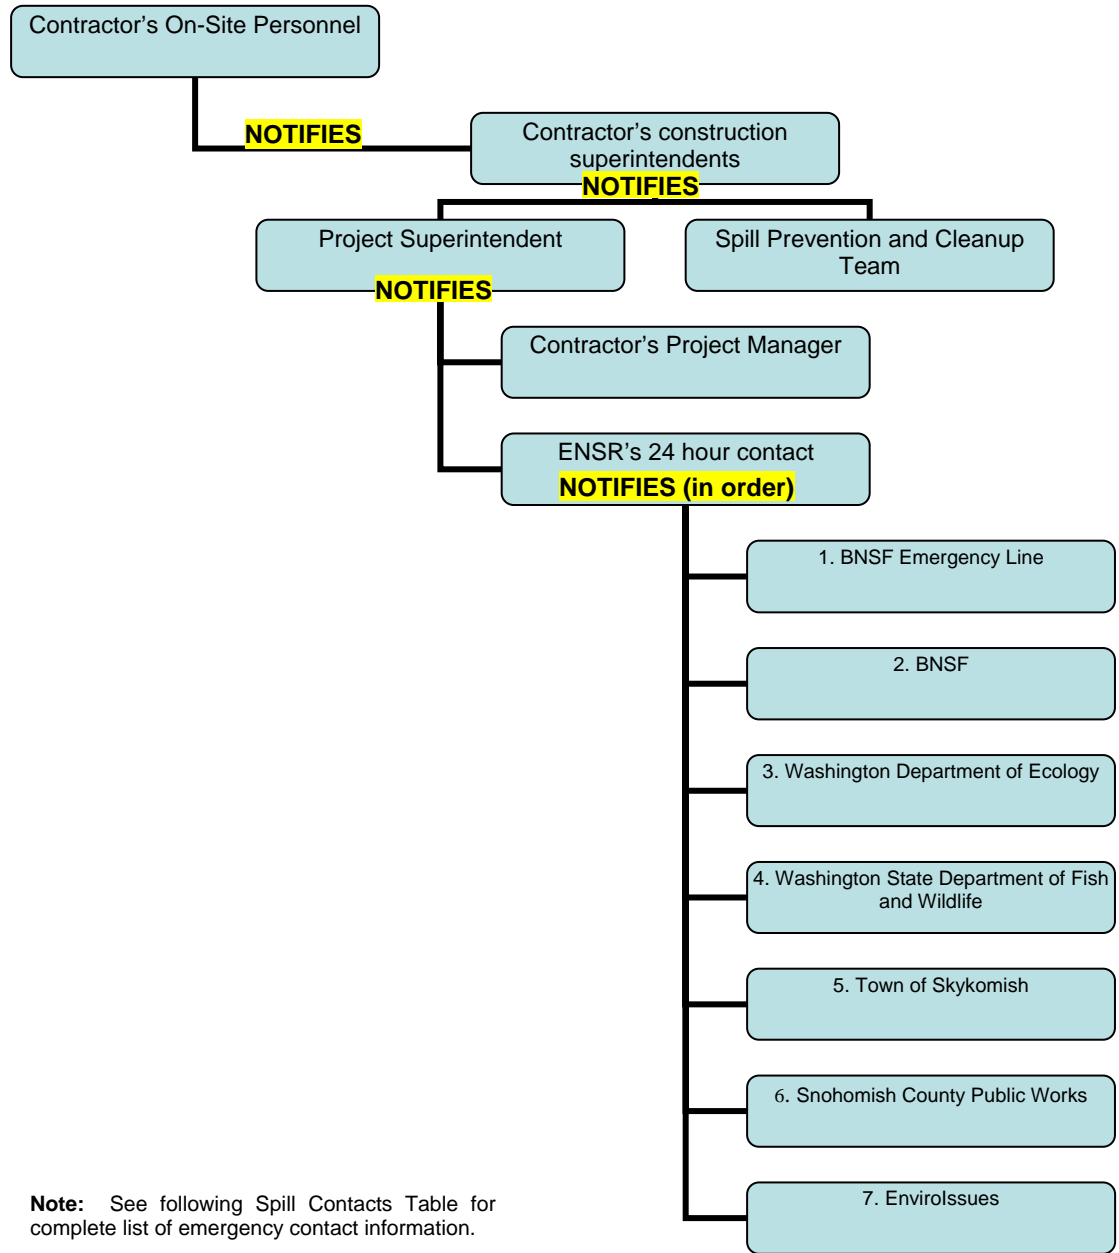 Contractor’s On-Site Personnel
NOTIFIES
Contractor’s construction
superintendents
NOTIFIES
Project Superintendent
NOTIFIES
Spill Prevention and Cleanup
Team
Contractor’s Project Manager
ENSR’s 24 hour contact
NOTIFIES (in order)
1. BNSF Emergency Line
2. BNSF
3. Washington Department of Ecology
4. Washington State Department of Fish
and Wildlife
5. Town of Skykomish
6. Snohomish County Public Works
7. EnviroIssues
Note: See following Spill Contacts Table for
complete list of emergency contact information.